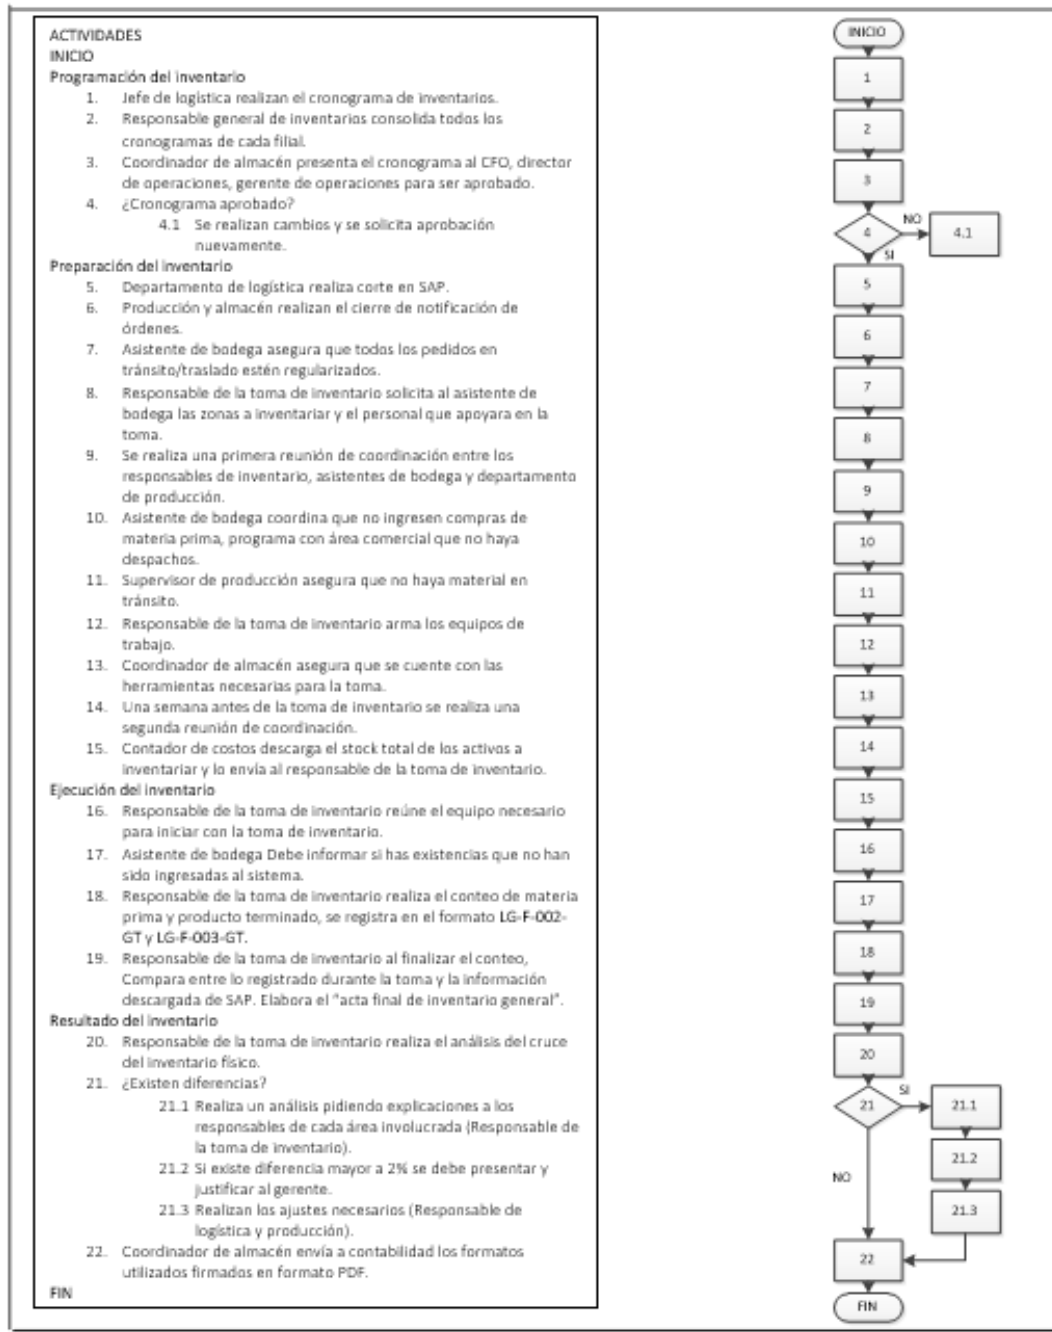 ACTIVIDADES
INICIO
Programación del inventario
1. Jefe de logística realizan el cronograma de inventarios.
2. Responsable general de inventarios consolida todos los
cronogramas de cada filial.
3. Coordinador de almacén presenta el cronograma al CFO, director
de operaciones, gerente de operaciones para ser aprobado.
4. ¿Cronograma aprobado?
4.1 Se realizan cambios y se solicita aprobación
nuevamente.
Preparación del inventario
5. Departamento de logística realiza corte en SAP.
6. Producción y almacén realizan el cierre de notificación de
órdenes.
7. Asistente de bodega asegura que todos los pedidos en
tránsito/traslado estén regularizados.
8. Responsable de la toma de inventario solicita al asistente de
bodega las zonas a inventariar y el personal que apoyara en la
toma.
9. Se realiza una primera reunión de coordinación entre los
responsables de inventario, asistentes de bodega y departamento
de producción.
10. Asistente de bodega coordina que no ingresen compras de
materia prima, programa con área comercial que no haya
despachos.
11. Supervisor de producción asegura que no haya material en
tránsito.
12. Responsable de la toma de inventario arma los equipos de
trabajo.
13. Coordinador de almacén asegura que se cuente con las
herramientas necesarias para la toma.
14. Una semana antes de la toma de inventario se realiza una
segunda reunión de coordinación.
15. Contador de costos descarga el stock total de los activos a
inventariar y lo envía al responsable de la toma de inventario.
Ejecución del inventario
16. Responsable de la toma de inventario reúne el equipo necesario
para iniciar con la toma de inventario.
17. Asistente de bodega Debe informar si has existencias que no han
sido ingresadas al sistema.
18. Responsable de la toma de inventario realiza el conteo de materia
prima y producto terminado, se registra en el formato LG-F-002-
GT y LG-F-003-GT.
19. Responsable de la toma de inventario al finalizar el conteo,
Compara entre lo registrado durante la toma y la información
descargada de SAP. Elabora el "acta final de inventario general".
Resultado del inventario
20. Responsable de la toma de inventario realiza el análisis del cruce
del inventario físico.
21. ¿Existen diferencias?
21.1 Realiza un análisis pidiendo explicaciones a los
responsables de cada área involucrada (Responsable de
la toma de inventario).
21.2 Si existe diferencia mayor a 2% se debe presentar y
justificar al gerente.
21.3 Realizan los ajustes necesarios (Responsable de
logística y producción).
22. Coordinador de almacén envía a contabilidad los formatos
utilizados firmados en formato PDF.
FIN
INICIO
1
2
3
4
NO
4.1
SI
5
6
7
8
9
10
11
12
13
14
15
16
17
18
19
20
21
SI
21.1
21.2
NO
21.3
22
FIN